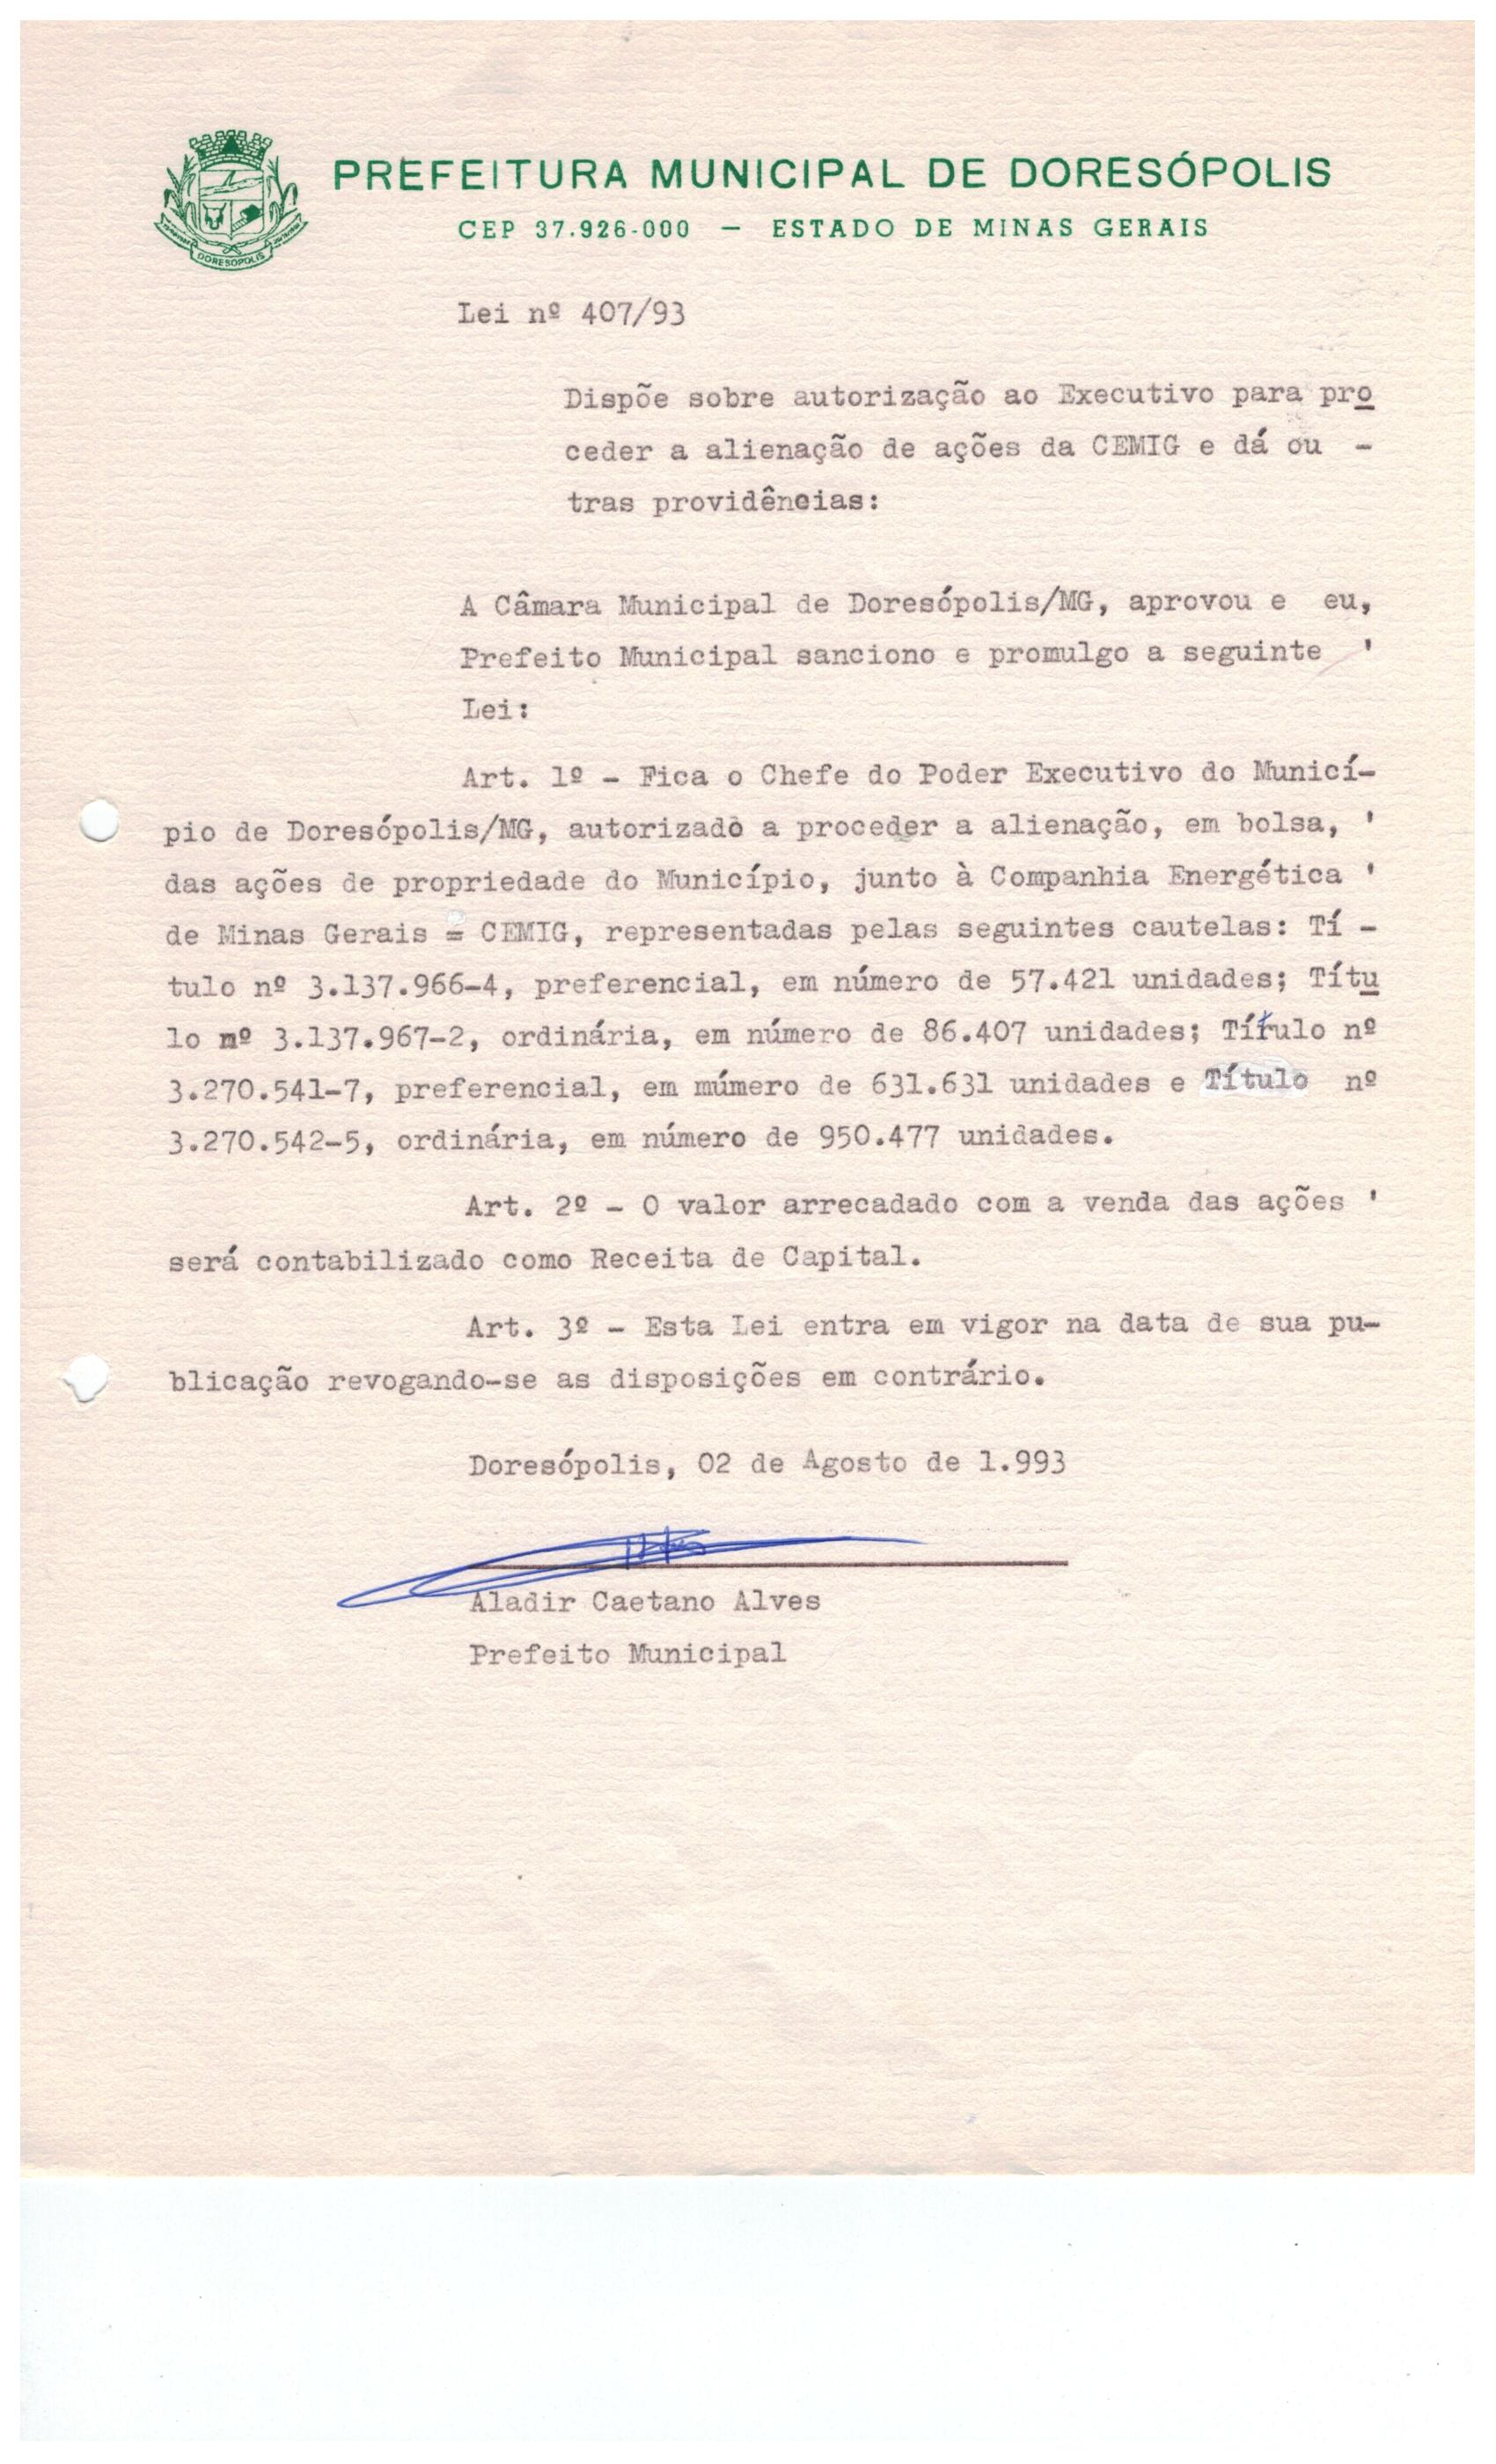 PREFEITURA MUNICIPAL DE DORESÓPOLIS
CEP 37.926-000 — ESTADO DE MINAS GERAIS
DORESÓPOLIS
Lei nº 407/93
Dispõe sobre autorização ao Executivo para pro
ceder a alienação de ações da CEMIG e dá ou -
tras providências:
A Câmara Municipal de Doresópolis/MG, aprovou e eu,
Prefeito Municipal sanciono e promulgo a seguinte '
Lei:
Art. 1º - Fica o Chefe do Poder Executivo do Municí-
pio de Doresópolis/MG, autorizado a proceder a alienação, em bolsa, '
das ações de propriedade do Município, junto à Companhia Energética '
de Minas Gerais = CEMIG, representadas pelas seguintes cautelas: Tí -
tulo nº 3.137.966-4, preferencial, em número de 57.421 unidades; Títu
lo mº 3.137.967-2, ordinária, em número de 86.407 unidades; Título nº
3.270.541-7, preferencial, em múmero de 631.631 unidades e Título nº
3.270.542-5, ordinária, em número de 950.477 unidades.
Art. 2º - O valor arrecadado com a venda das ações '
será contabilizado como Receita de Capital.
Art. 3º - Esta Lei entra em vigor na data de sua pu-
blicação revogando-se as disposições em contrário.
Doresópolis, 02 de Agosto de 1.993
Aladir Caetano Alves
Prefeito Municipal